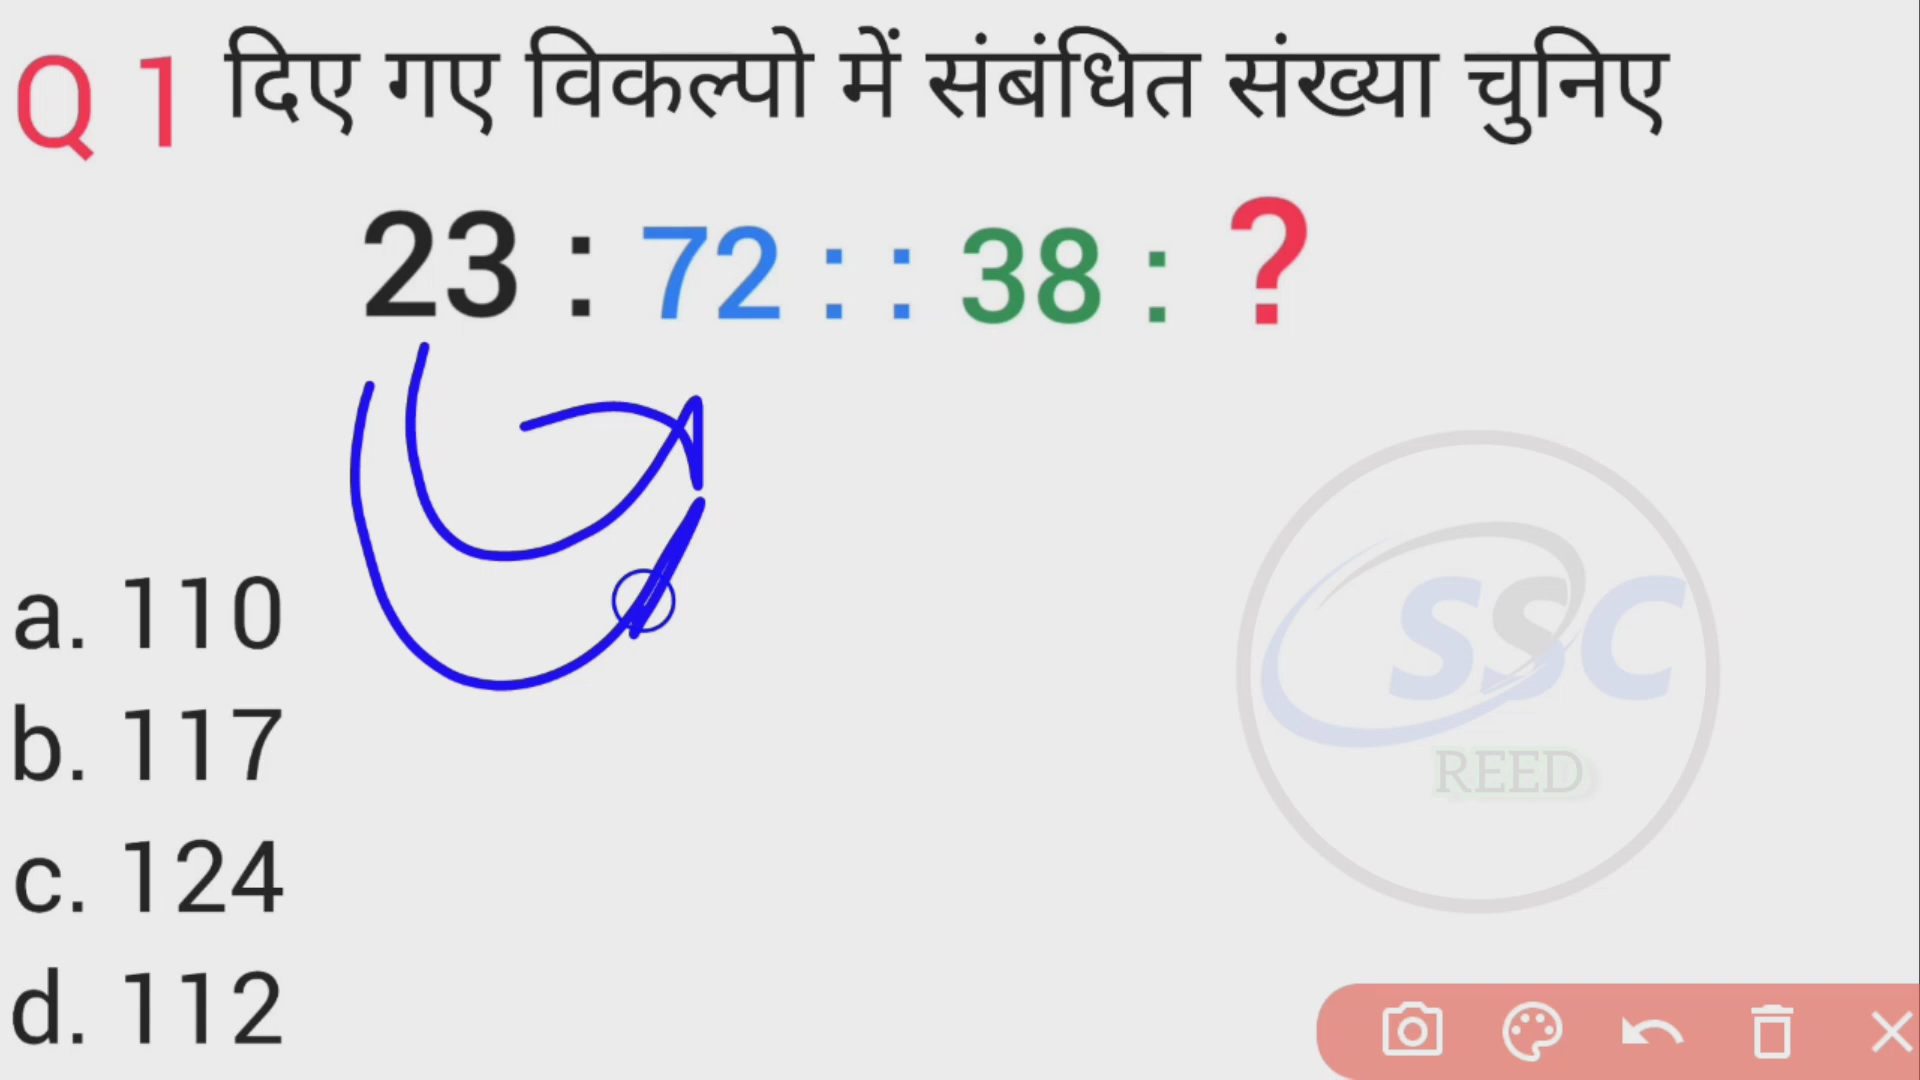 Q 1 दिए गए विकल्पो में संबंधित संख्या चुनिए
23 : 72 : : 38 : ?
a. 110
b. 117
c. 124
d. 112
SSC
REED